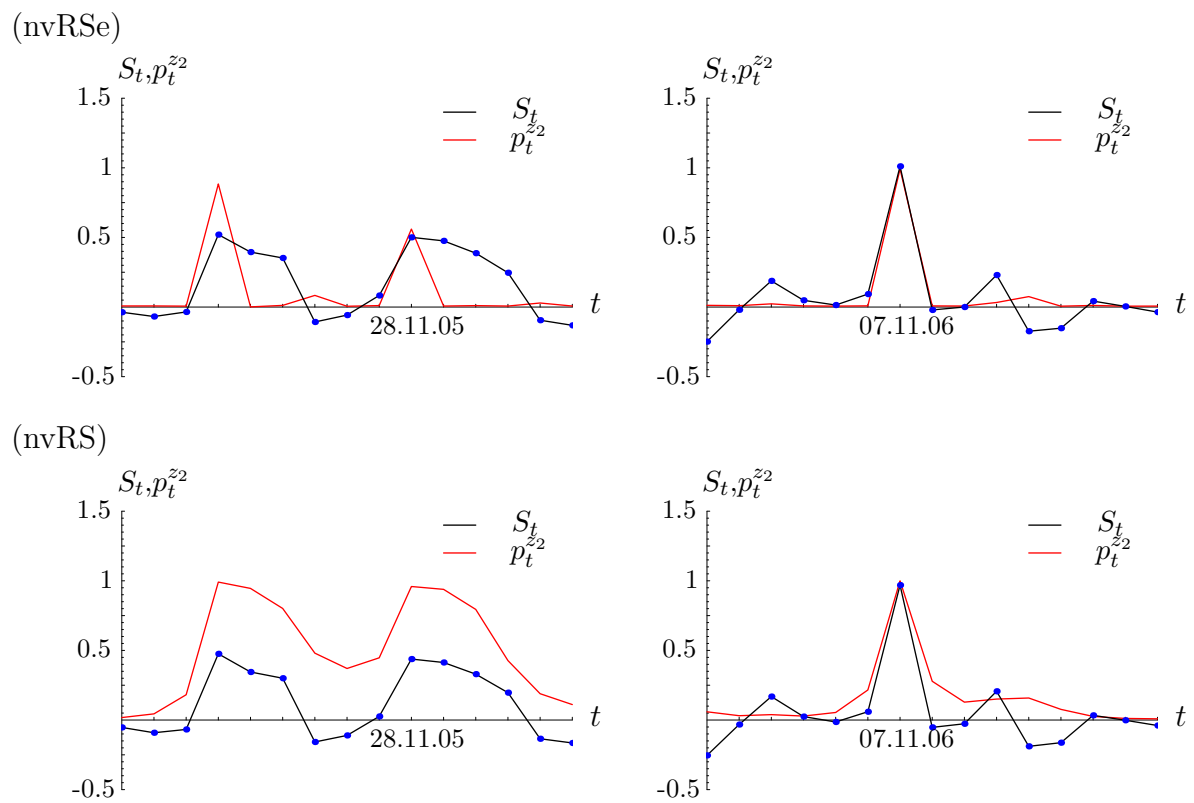 (nvRSe)
S_t,p_t^{z_2}
1.5
1
0.5
-0.5
S_t
p_t^{z_2}
28.11.05
t
S_t,p_t^{z_2}
1.5
1
0.5
-0.5
S_t
p_t^{z_2}
07.11.06
t
(nvRS)
S_t,p_t^{z_2}
1.5
1
0.5
-0.5
S_t
p_t^{z_2}
28.11.05
t
S_t,p_t^{z_2}
1.5
1
0.5
-0.5
S_t
p_t^{z_2}
07.11.06
t